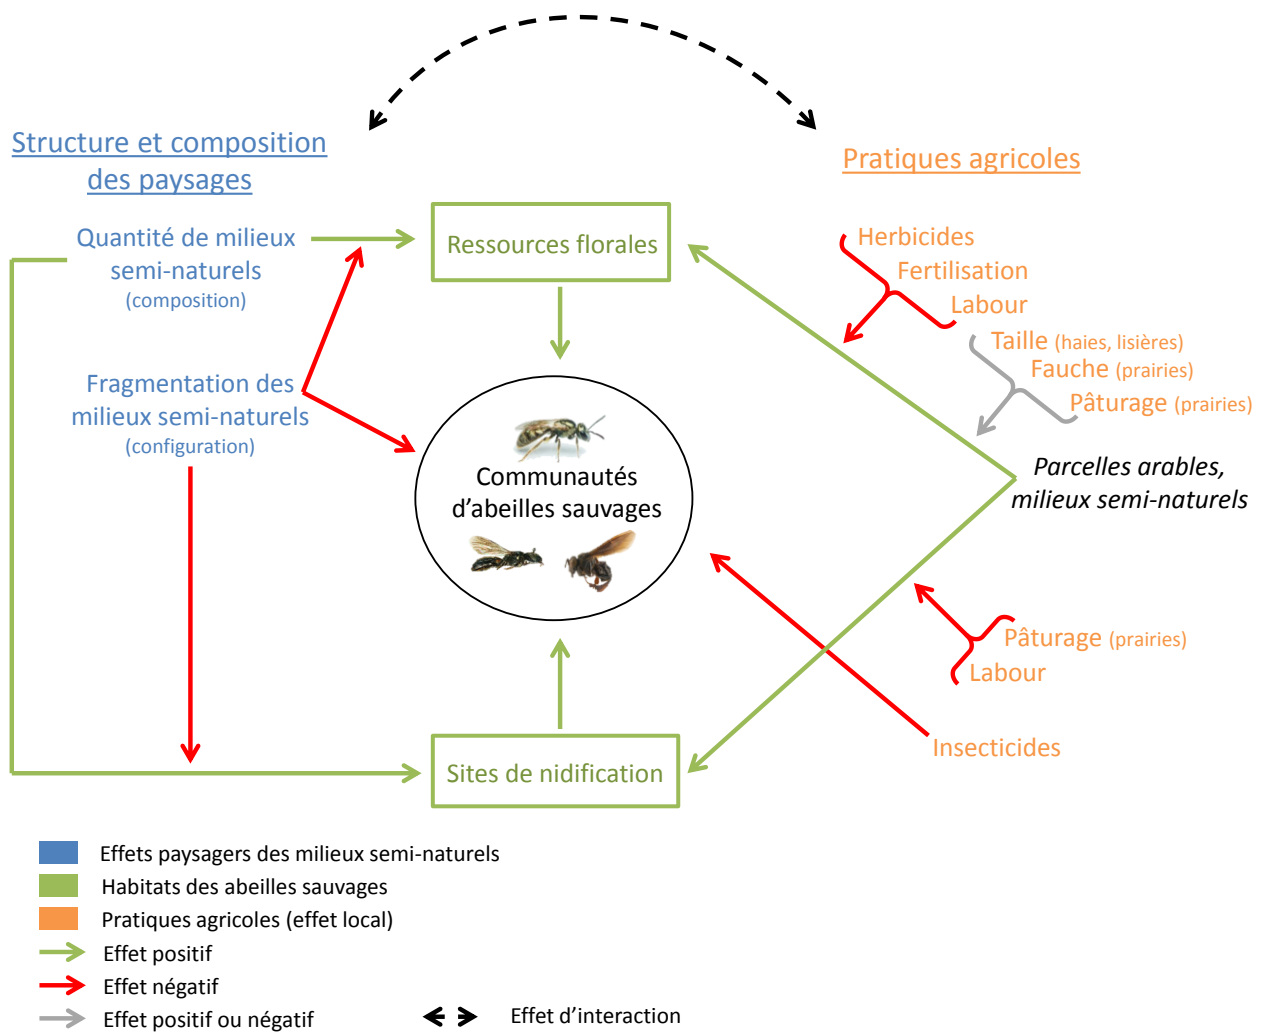 Structure et composition
des paysages
Quantité de milieux
semi-naturels
(composition)
Fragmentation des
milieux semi-naturels
(configuration)
Ressources florales
Communautés
d’abeilles sauvages
Sites de nidification
Pratiques agricoles
Herbicides
Fertilisation
Labour
Taille (haies, lisières)
Fauche (prairies)
Pâturage (prairies)
Parcelles arables,
milieux semi-naturels
Pâturage (prairies)
Labour
Insecticides
Effets paysagers des milieux semi-naturels
Habitats des abeilles sauvages
Pratiques agricoles (effet local)
Effet positif
Effet négatif
Effet positif ou négatif
Effet d’interaction